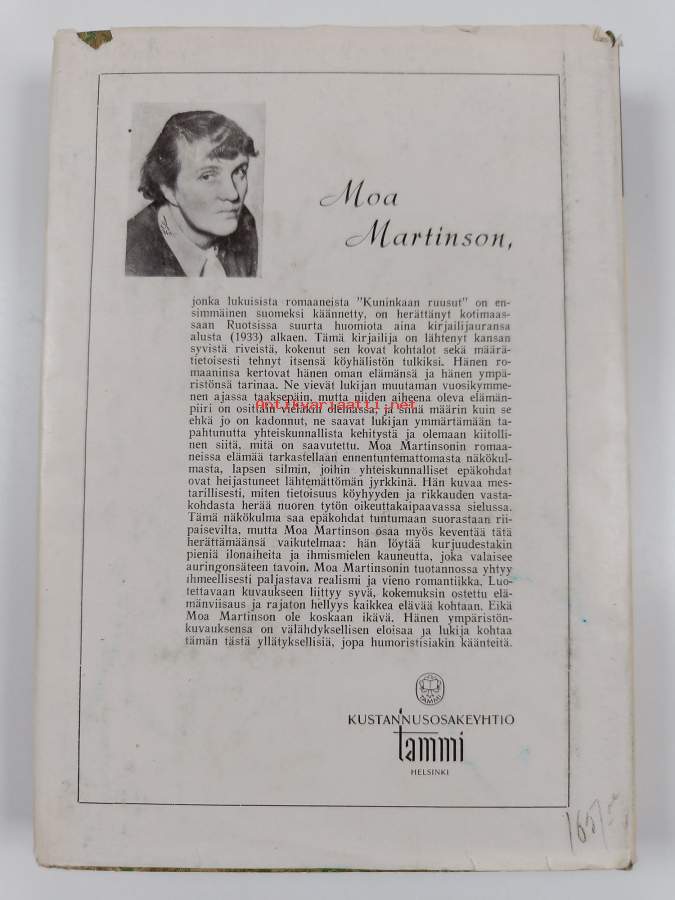 Moa
Martinson,
jonka lukuisista romaaneista "Kuninkaan ruusut" on en-
simmäinen suomeksi käännetty, on herättänyt kotimaas-
saan Ruotsissa suurta huomiota aina kirjailijauransa
alusta (1933) alkaen. Tämä kirjailija on lähtenyt kansan
syvistä riveistä, kokenut sen kovat kohtalot sekä määrä-
tietoisesti tehnyt itsensä köyhälistön tulkiksi. Hänen ro-
maaninsa kertovat hänen oman elämänsä ja hänen ympä-
ristönsä tarinaa. Ne vievät lukijan muutaman vuosikymme-
nen ajassa taaksepäin, mutta niiden aiheena oleva elämän-
antikvariaatti.net
piiri on osittain vieläkin olemassa, ja siinä määrin kuin se
ehkä jo on kadonnut, ne saavat lukijan ymmärtämään ta-
pahtunutta yhteiskunnallista kehitystä ja olemaan kiitolli-
nen siitä, mitä on saavutettu. Moa Martinsonin romaa-
neissa elämää tarkastellaan ennentuntemattomasta näkökul-
masta, lapsen silmin, joihin yhteiskunnalliset epäkohdat
ovat heijastuneet lähtemättömän jyrkkinä. Hän kuvaa mes-
tarillisesti, miten tietoisuus köyhyyden ja rikkauden vasta-
kohdasta herää nuoren tytön oikeuttakaipaavassa sielussa.
Tämä näkökulma saa epäkohdat tuntumaan suorastaan rii-
paisevilta, mutta Moa Martinson osaa myös keventää tätä
herättämäänsä vaikutelmaa: hän löytää kurjuudestakin
pieniä ilonaiheita ja ihmismielen kauneutta, joka valaisee
auringonsäteen tavoin. Moa Martinsonin tuotannossa yhtyy
ihmeellisesti paljastava realismi ja vieno romantiikka. Luo-
tettavaan kuvaukseen liittyy syvä, kokemuksin ostettu elä-
mänviisaus ja rajaton hellyys kaikkea elävää kohtaan. Eikä
Moa Martinson ole koskaan ikävä. Hänen ympäristön-
kuvauksensa on välähdyksellisen eloisaa ja lukija kohtaa
tämän tästä yllätyksellisiä, jopa humoristisiakin käänteitä.
TAMMI
KUSTANNUSOSAKEYHTIÖ
tammi
HELSINKI